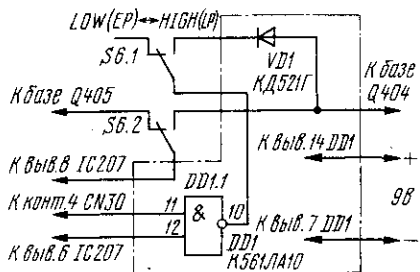 LOW(EP)↔HIGH(LP)
S6.1
VD1
КД521Г
К базе
Q404
К базе Q405
S6.2
К выв.14 DD1
+
К выв.8 IC207
DD1.1
9В
К конт.4 CN30
11
&
10
К выв.7 DD1
12
DD1
–
К выв.6 IC207
К561ЛА10